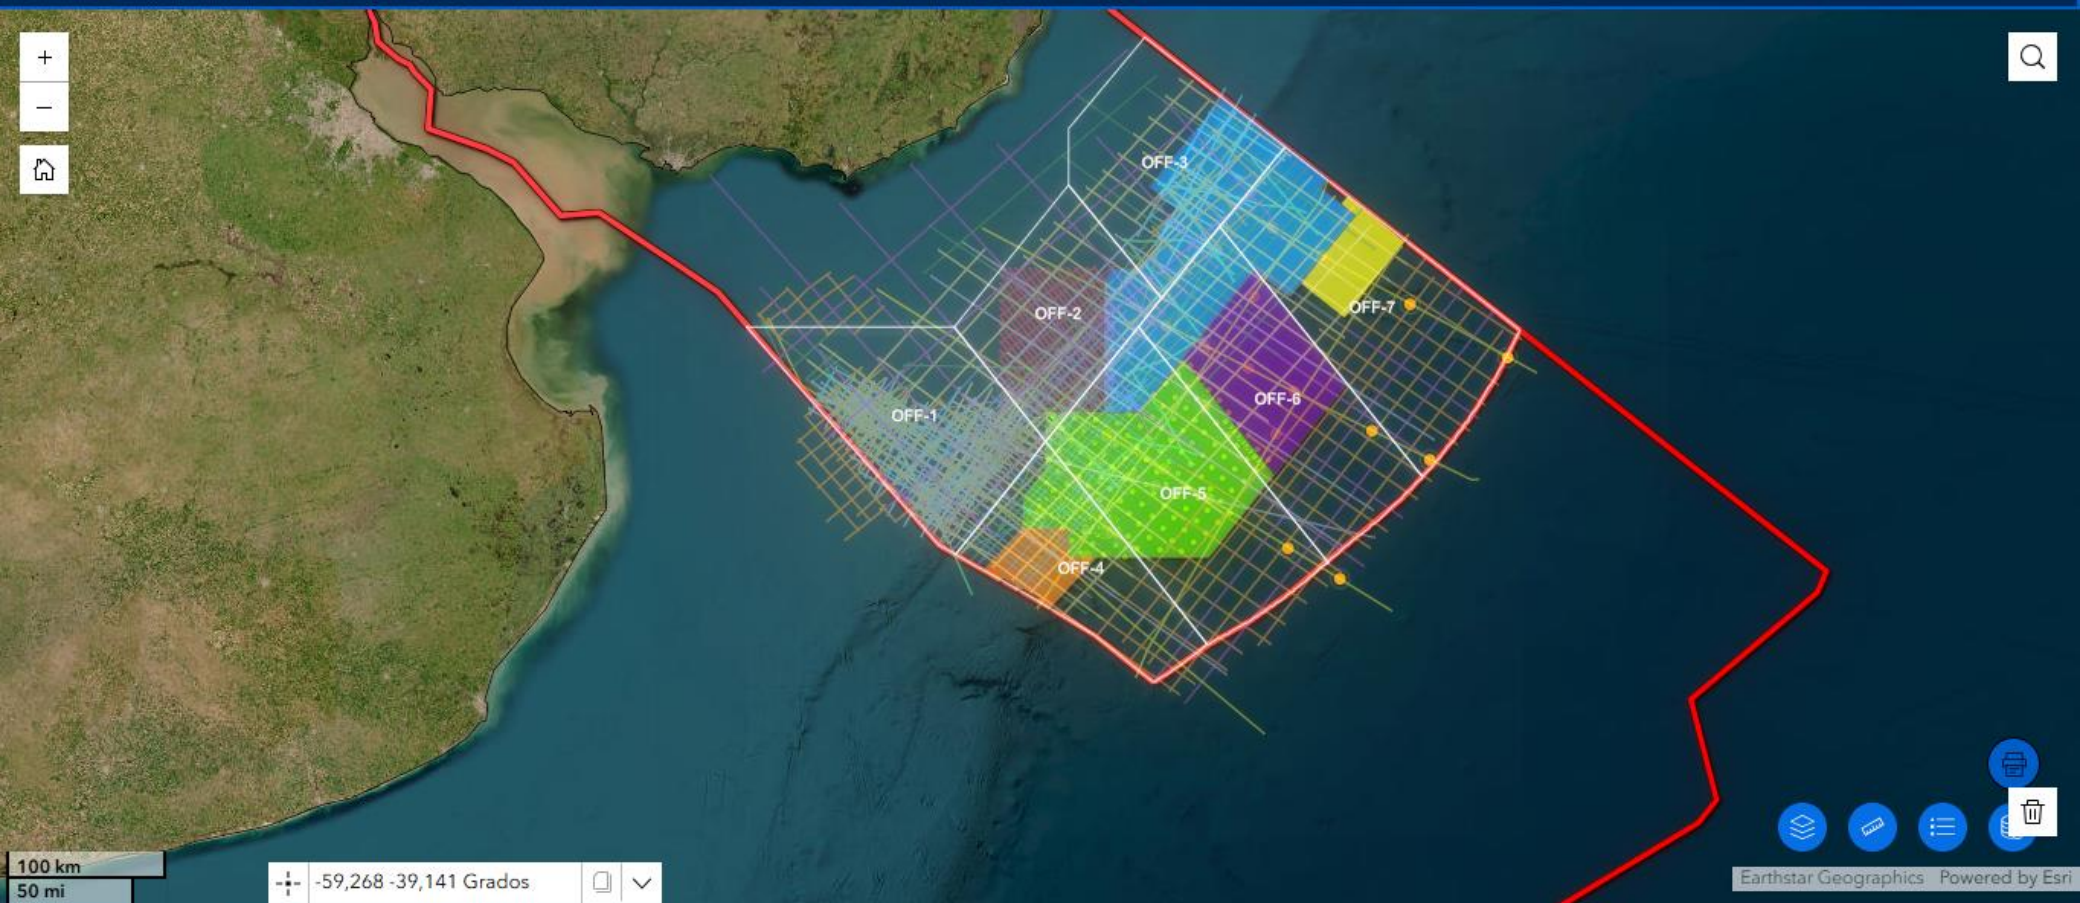 +
−
OFF-3
OFF-2
OFF-7
OFF-1
OFF-6
OFF-5
OFF-4
100 km
50 mi
-59,268 -39,141 Grados
Earthstar Geographics Powered by Esri